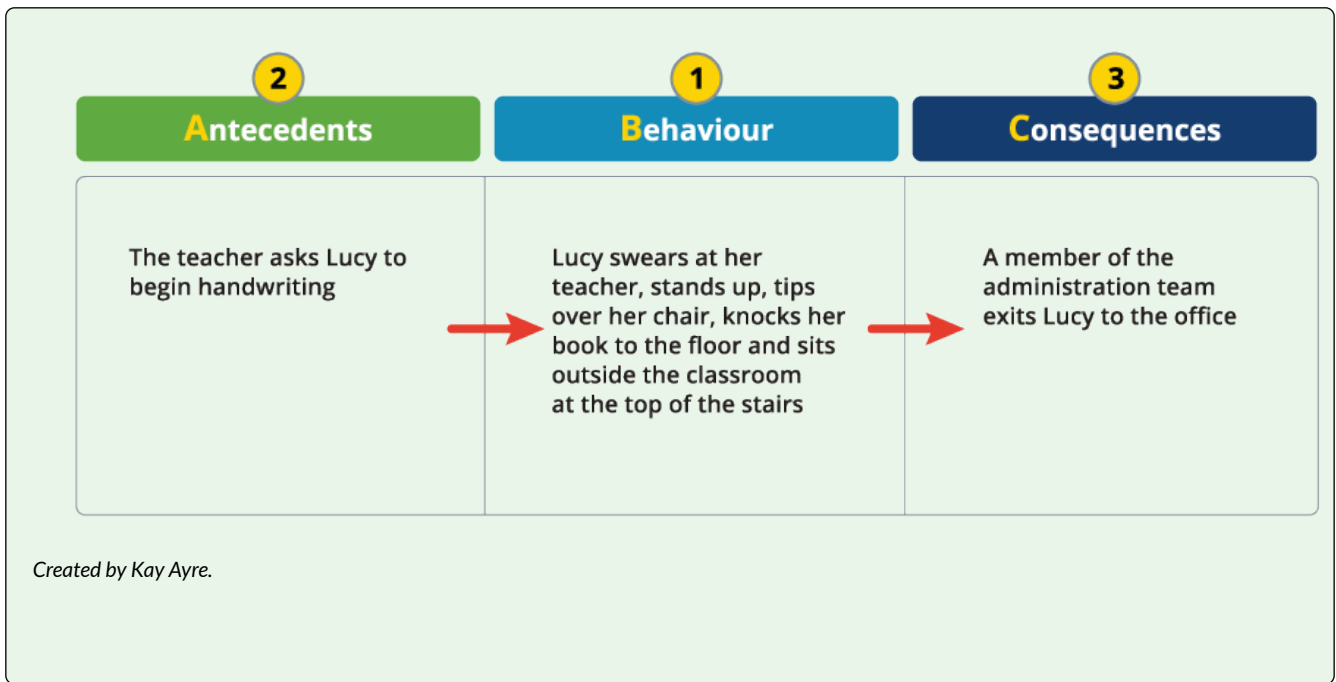 2
1
3
Antecedents
Behaviour
Consequences
The teacher asks Lucy to
begin handwriting
Lucy swears at her
teacher, stands up, tips
over her chair, knocks her
book to the floor and sits
outside the classroom
at the top of the stairs
A member of the
administration team
exits Lucy to the office
Created by Kay Ayre.